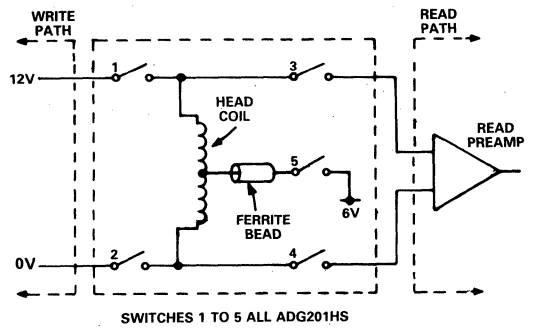 WRITE
PATH
READ
PATH
12V
1
3
HEAD
COIL
READ
PREAMP
5
FERRITE
BEAD
6V
0V
2
4
SWITCHES 1 TO 5 ALL ADG201HS